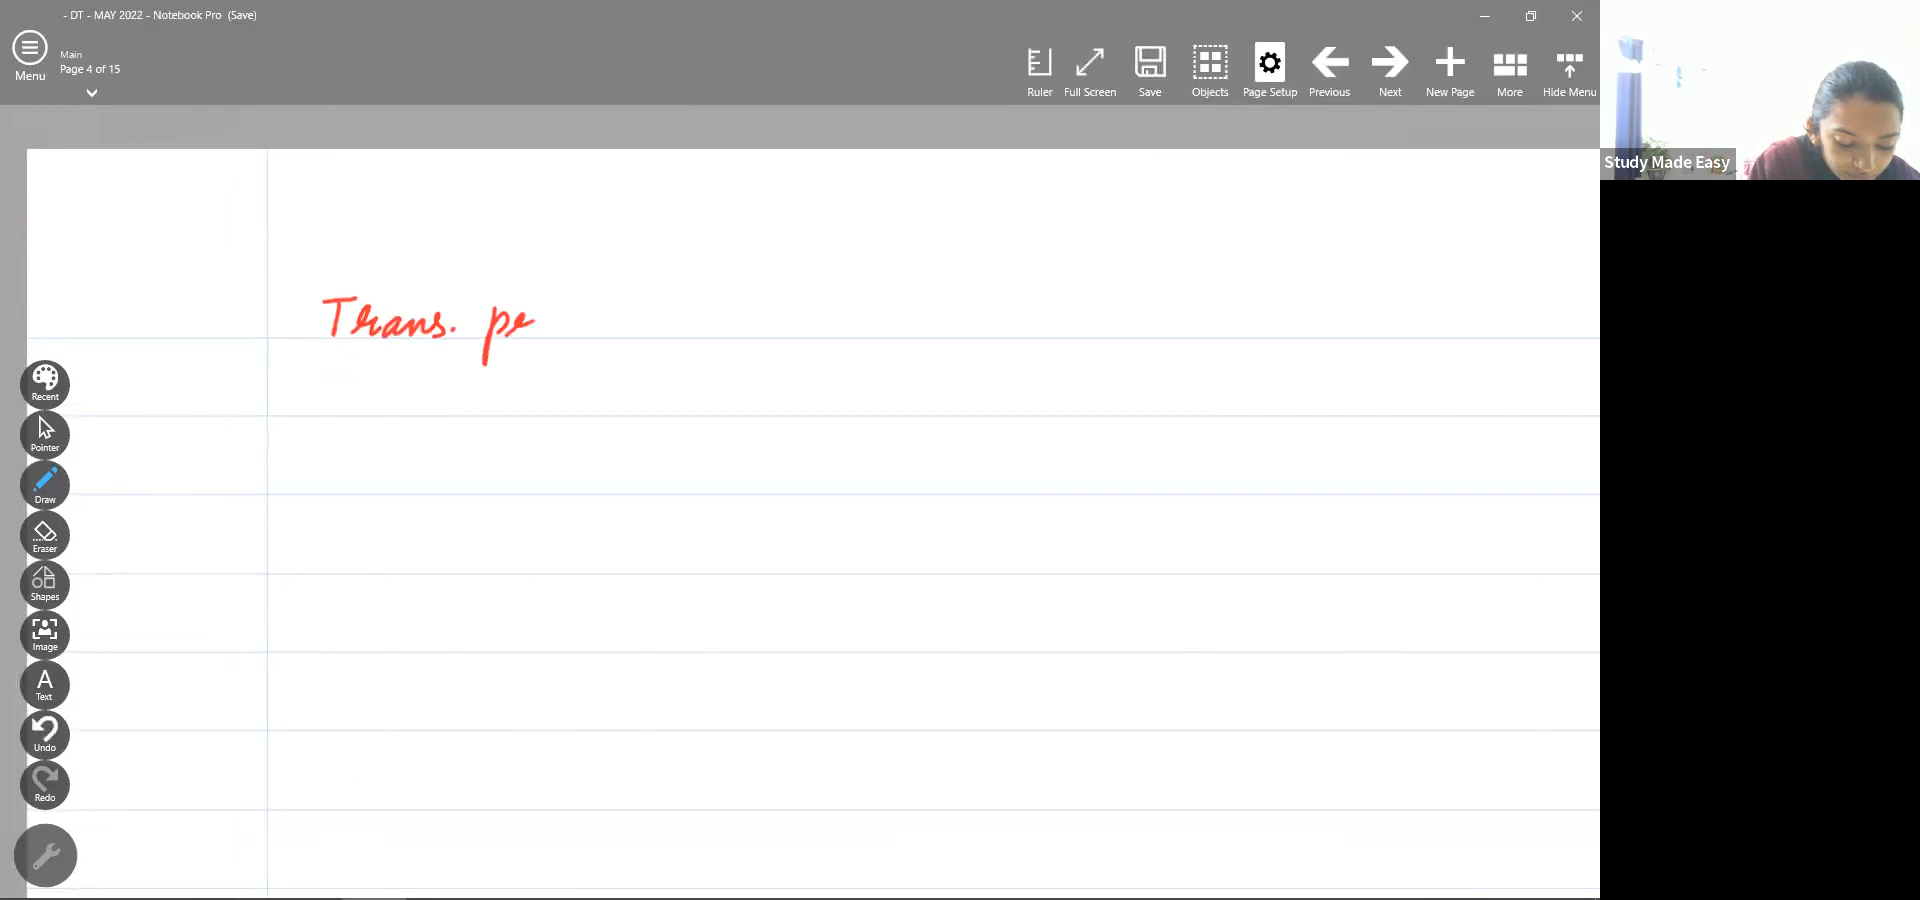 - DT - MAY 2022 - Notebook Pro (Save)
Menu
Main
Page 4 of 15
Ruler
Full Screen
Save
Objects
Page Setup
Previous
Next
New Page
More
Hide Menu
Study Made Easy
Trans. pe
Recent
Pointer
Draw
Eraser
Shapes
Image
A
Text
Undo
Redo